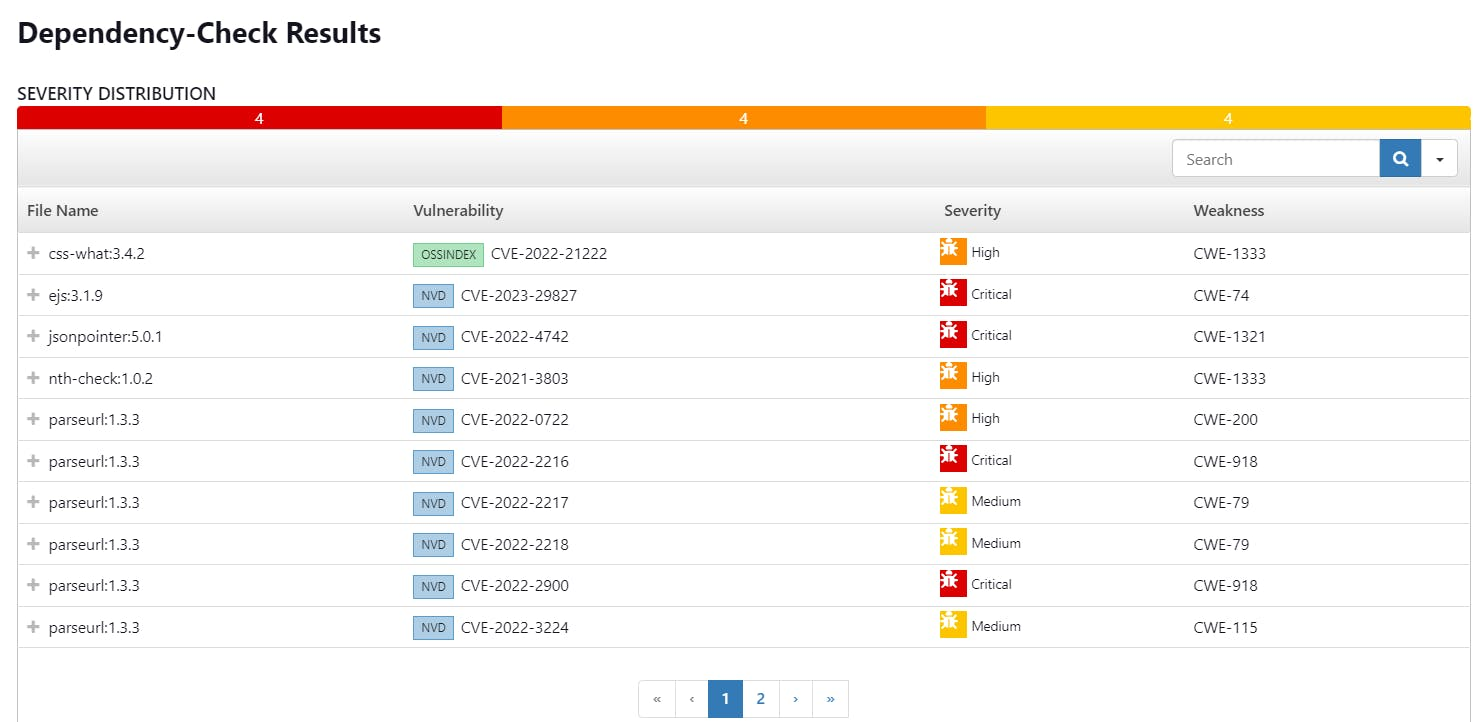 Dependency-Check Results
SEVERITY DISTRIBUTION
4 4 4
Search
File Name Vulnerability Severity Weakness
css-what:3.4.2 OSSINDEX CVE-2022-21222 High CWE-1333
ejs:3.1.9 NVD CVE-2023-29827 Critical CWE-74
jsonpointer:5.0.1 NVD CVE-2022-4742 Critical CWE-1321
nth-check:1.0.2 NVD CVE-2021-3803 High CWE-1333
parseurl:1.3.3 NVD CVE-2022-0722 High CWE-200
parseurl:1.3.3 NVD CVE-2022-2216 Critical CWE-918
parseurl:1.3.3 NVD CVE-2022-2217 Medium CWE-79
parseurl:1.3.3 NVD CVE-2022-2218 Medium CWE-79
parseurl:1.3.3 NVD CVE-2022-2900 Critical CWE-918
parseurl:1.3.3 NVD CVE-2022-3224 Medium CWE-115
« ‹ 1 2 › »